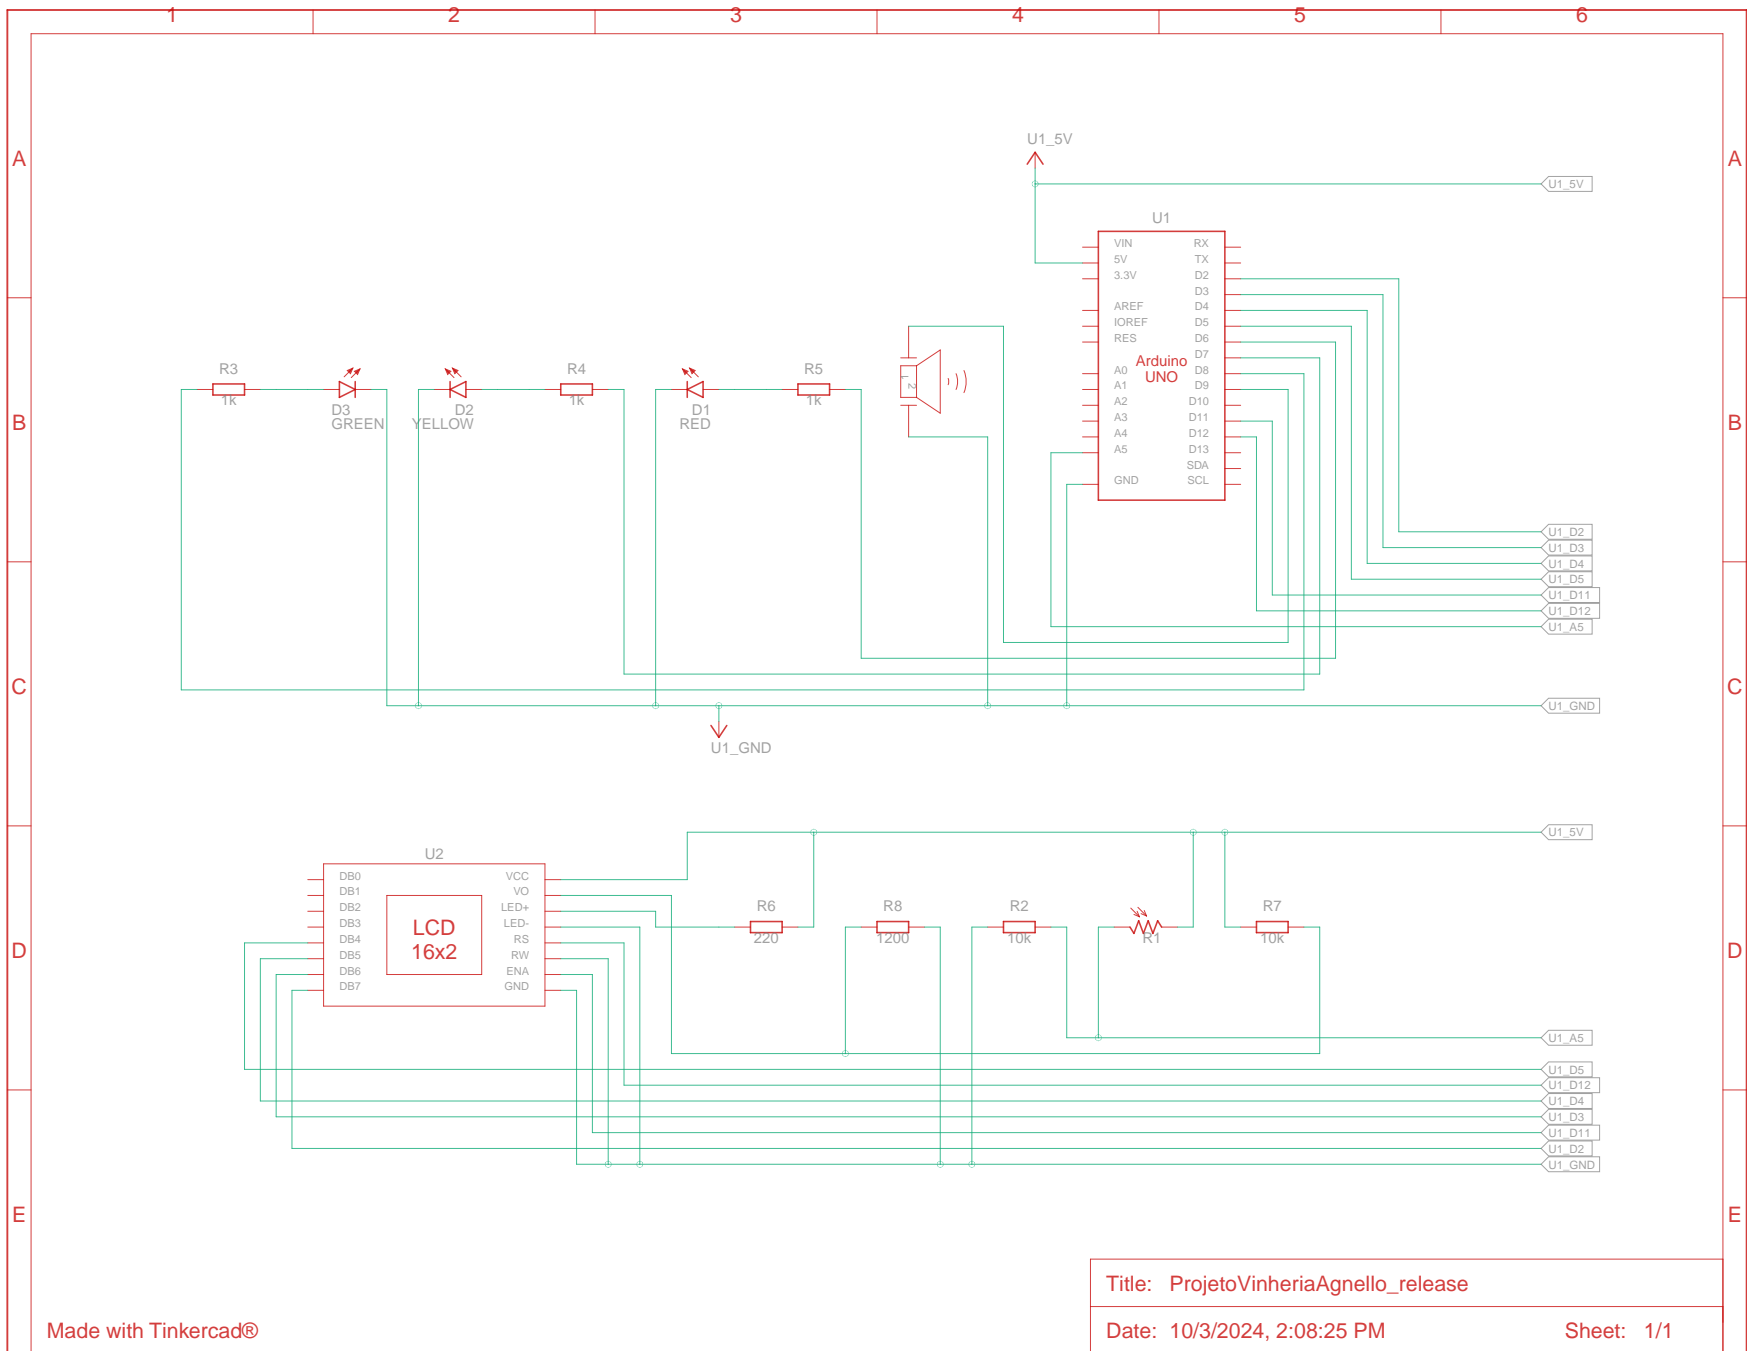 1 2 3 4 5 6
A A
B B
C C
D D
E E
U1_5V
U1_5V
U1
VIN RX
5V TX
3.3V D2
D3
AREF D4
IOREF D5
RES D6
D7
Arduino
UNO
A0 D8
A1 D9
A2 D10
A3 D11
A4 D12
A5 D13
SDA
GND SCL
R3
1k
D3
GREEN
D2
YELLOW
R4
1k
D1
RED
R5
1k
1 2
U1_D2
U1_D3
U1_D4
U1_D5
U1_D11
U1_D12
U1_A5
U1_GND
U1_GND
U1_5V
U2
DB0 VCC
DB1 VO
DB2 LED+
DB3 LED-
DB4 RS
DB5 RW
DB6 ENA
DB7 GND
LCD
16x2
R6
220
R8
1200
R2
10k
R1
R7
10k
U1_A5
U1_D5
U1_D12
U1_D4
U1_D3
U1_D11
U1_D2
U1_GND
Title: ProjetoVinheriaAgnello_release
Made with Tinkercad®
Date: 10/3/2024, 2:08:25 PM Sheet: 1/1